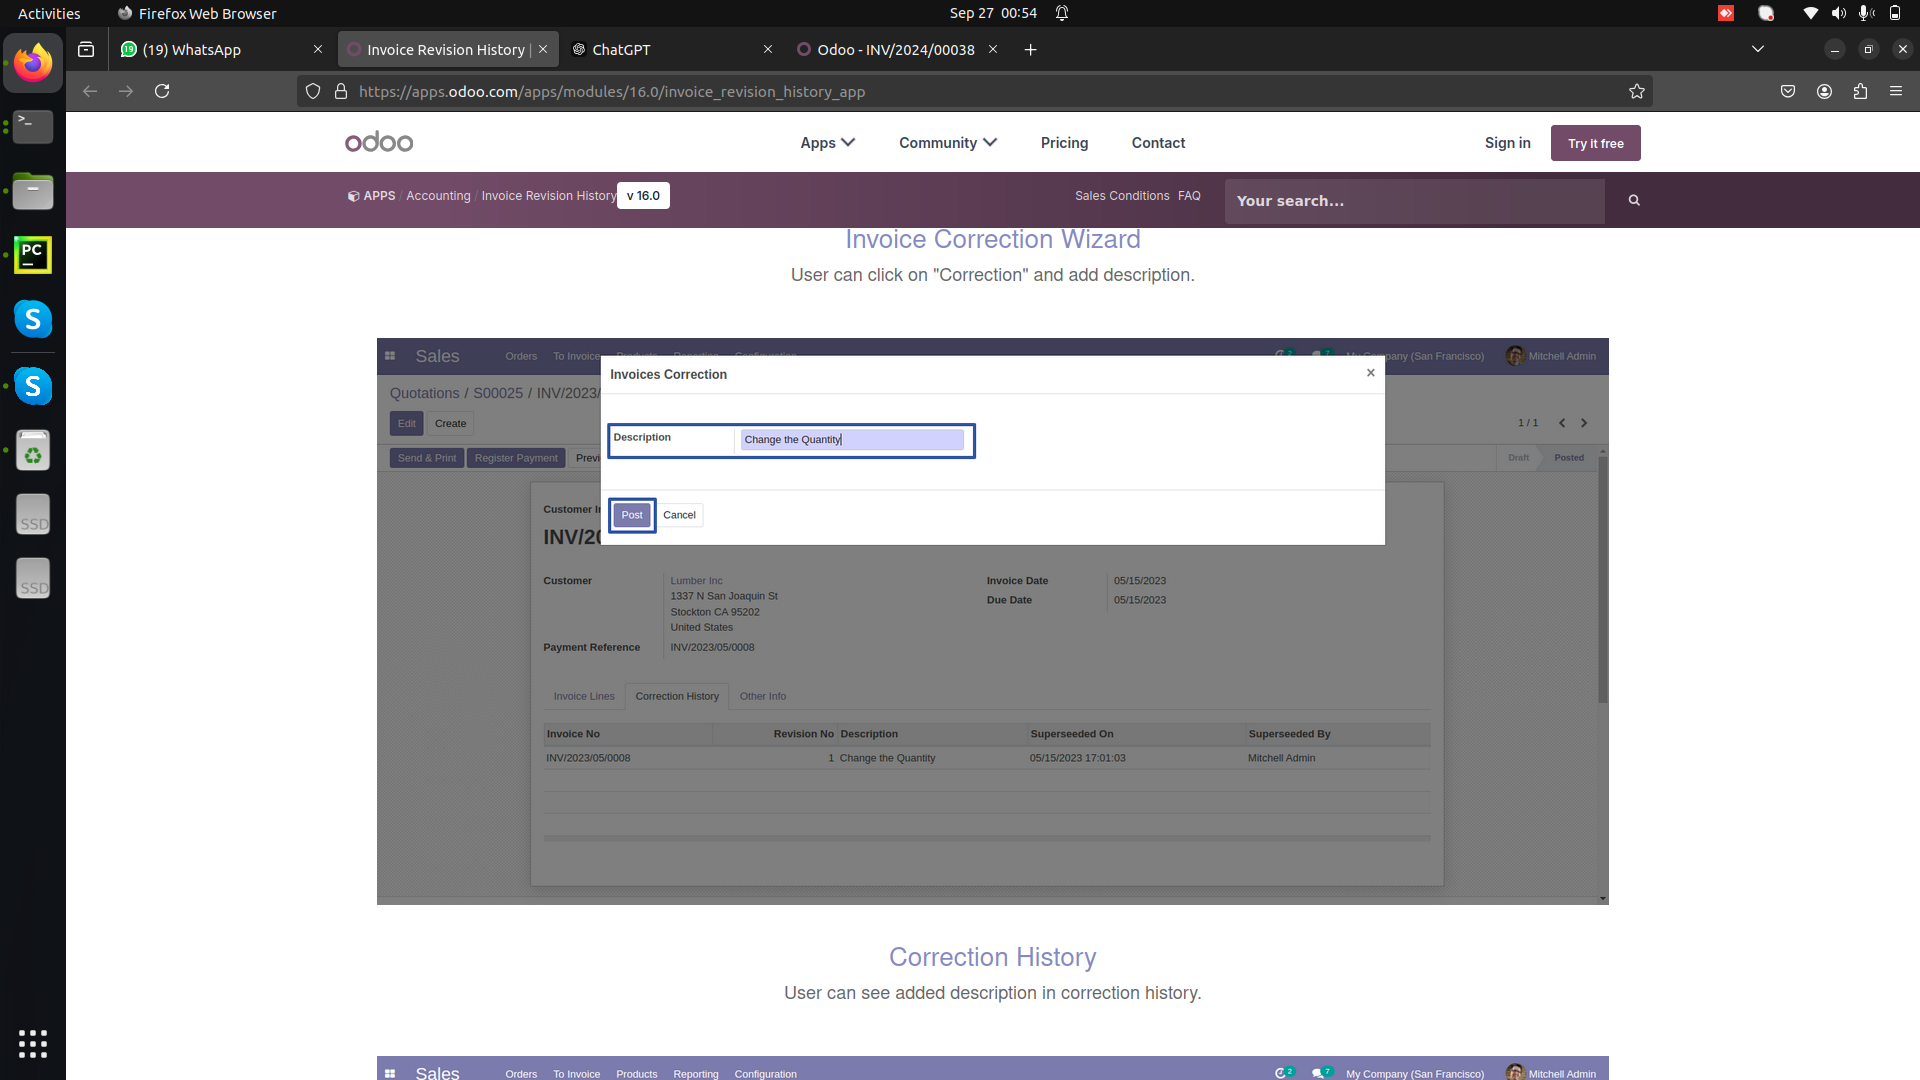 Activities Firefox Web Browser Sep 27 00:54
(19) WhatsApp Invoice Revision History | ChatGPT Odoo - INV/2024/00038
https://apps.odoo.com/apps/modules/16.0/invoice_revision_history_app
odoo Apps Community Pricing Contact Sign in Try it free
APPS / Accounting / Invoice Revision History v 16.0 Sales Conditions FAQ Your search...
Invoice Correction Wizard
User can click on "Correction" and add description.
Sales Orders To Invoice Products Reporting Configuration 2 7 My Company (San Francisco) Mitchell Admin
Invoices Correction
Quotations / S00025 / INV/2023/
Edit Create 1 / 1
Description Change the Quantity
Send & Print Register Payment Previ Draft Posted
Post Cancel
Customer In
INV/20
Customer Lumber Inc Invoice Date 05/15/2023
1337 N San Joaquin St
Due Date 05/15/2023
Stockton CA 95202
United States
Payment Reference INV/2023/05/0008
Invoice Lines Correction History Other Info
Invoice No Revision No Description Superseeded On Superseeded By
INV/2023/05/0008 1 Change the Quantity 05/15/2023 17:01:03 Mitchell Admin
Correction History
User can see added description in correction history.
Sales Orders To Invoice Products Reporting Configuration 2 7 My Company (San Francisco) Mitchell Admin
PC
S
S
SSD
SSD